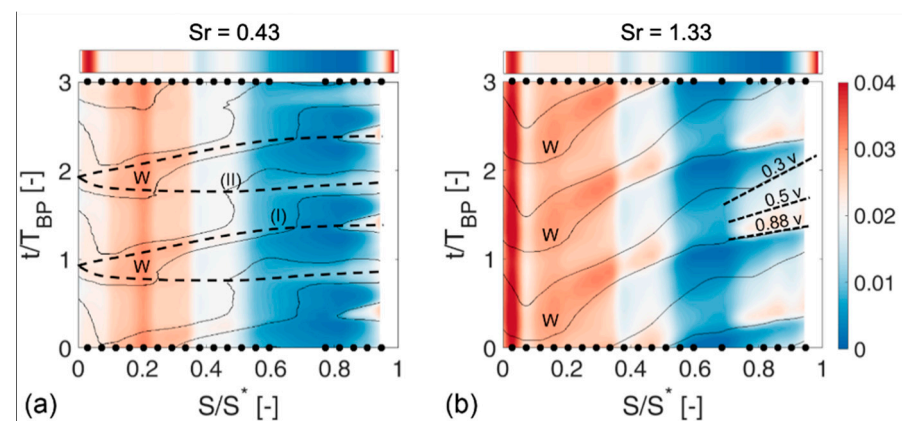 Sr = 0.43
Sr = 1.33
3
2
1
0
t/T_BP [-]
W
W
(II)
(I)
0 0.2 0.4 0.6 0.8 1
S/S* [-]
(a)
3
2
1
0
t/T_BP [-]
W
W
W
0.3 v
0.5 v
0.88 v
0 0.2 0.4 0.6 0.8 1
S/S* [-]
(b)
0.04
0.03
0.02
0.01
0